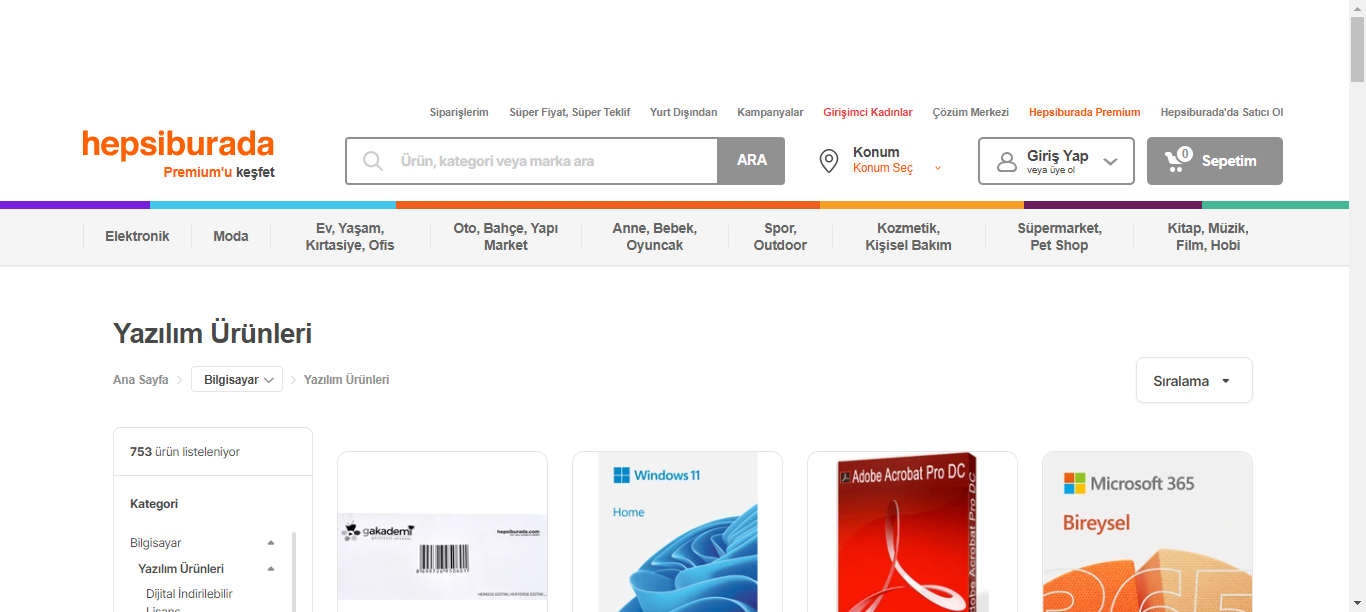 Siparişlerim Süper Fiyat, Süper Teklif Yurt Dışından Kampanyalar Girişimci Kadınlar Çözüm Merkezi Hepsiburada Premium Hepsiburada'da Satıcı Ol
hepsiburada
Premium'u keşfet
Ürün, kategori veya marka ara
ARA
Konum
Konum Seç
Giriş Yap
veya üye ol
0
Sepetim
Elektronik
Moda
Ev, Yaşam,
Kırtasiye, Ofis
Oto, Bahçe, Yapı
Market
Anne, Bebek,
Oyuncak
Spor,
Outdoor
Kozmetik,
Kişisel Bakım
Süpermarket,
Pet Shop
Kitap, Müzik,
Film, Hobi
Yazılım Ürünleri
Ana Sayfa Bilgisayar Yazılım Ürünleri
Sıralama
753 ürün listeleniyor
Kategori
Bilgisayar
Yazılım Ürünleri
Dijital İndirilebilir
Lisans
gakademi
hepsiburada.com
Windows 11
Home
Adobe Acrobat Pro DC
Adobe Acrobat Pro DC
Microsoft 365
Bireysel
365